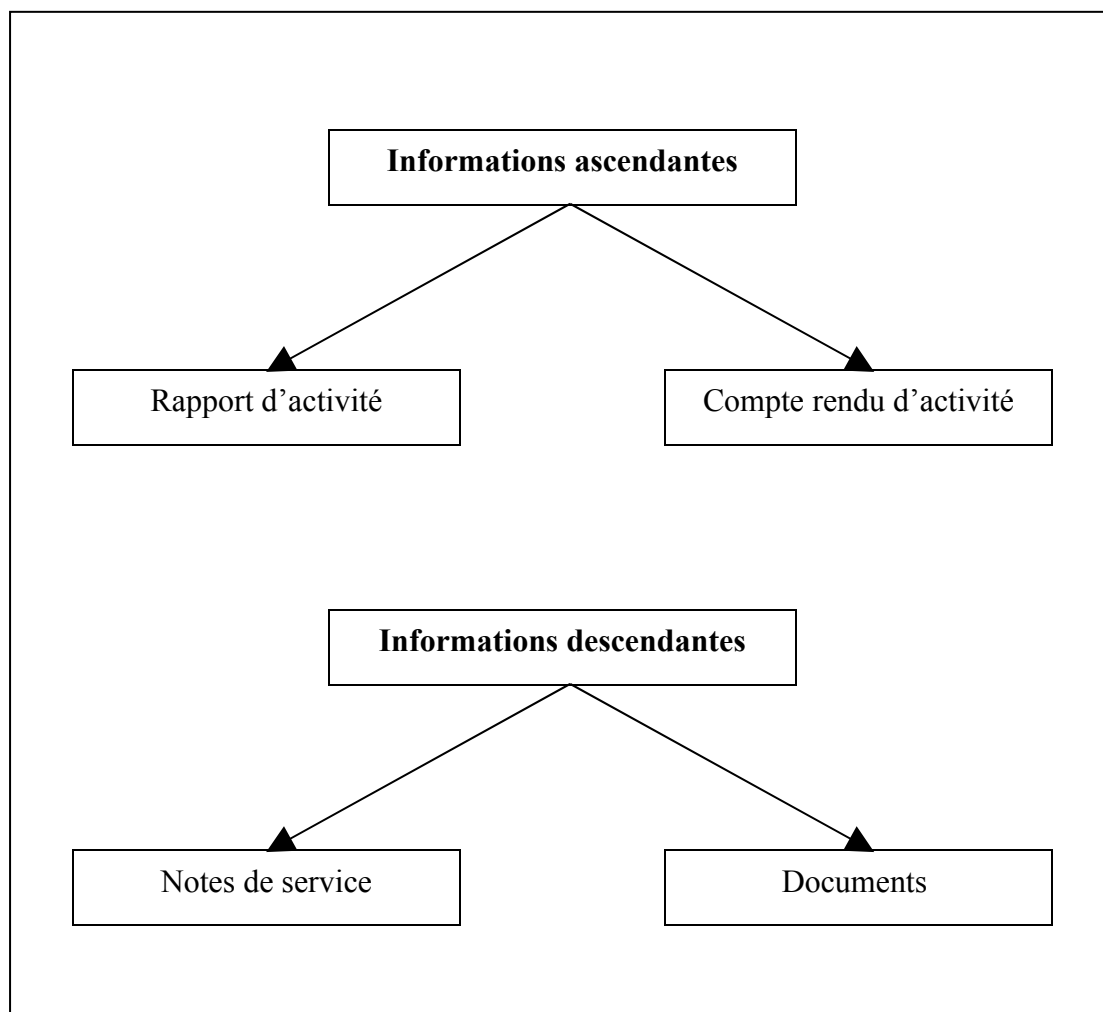 Informations ascendantes
Rapport d’activité
Compte rendu d’activité
Informations descendantes
Notes de service
Documents